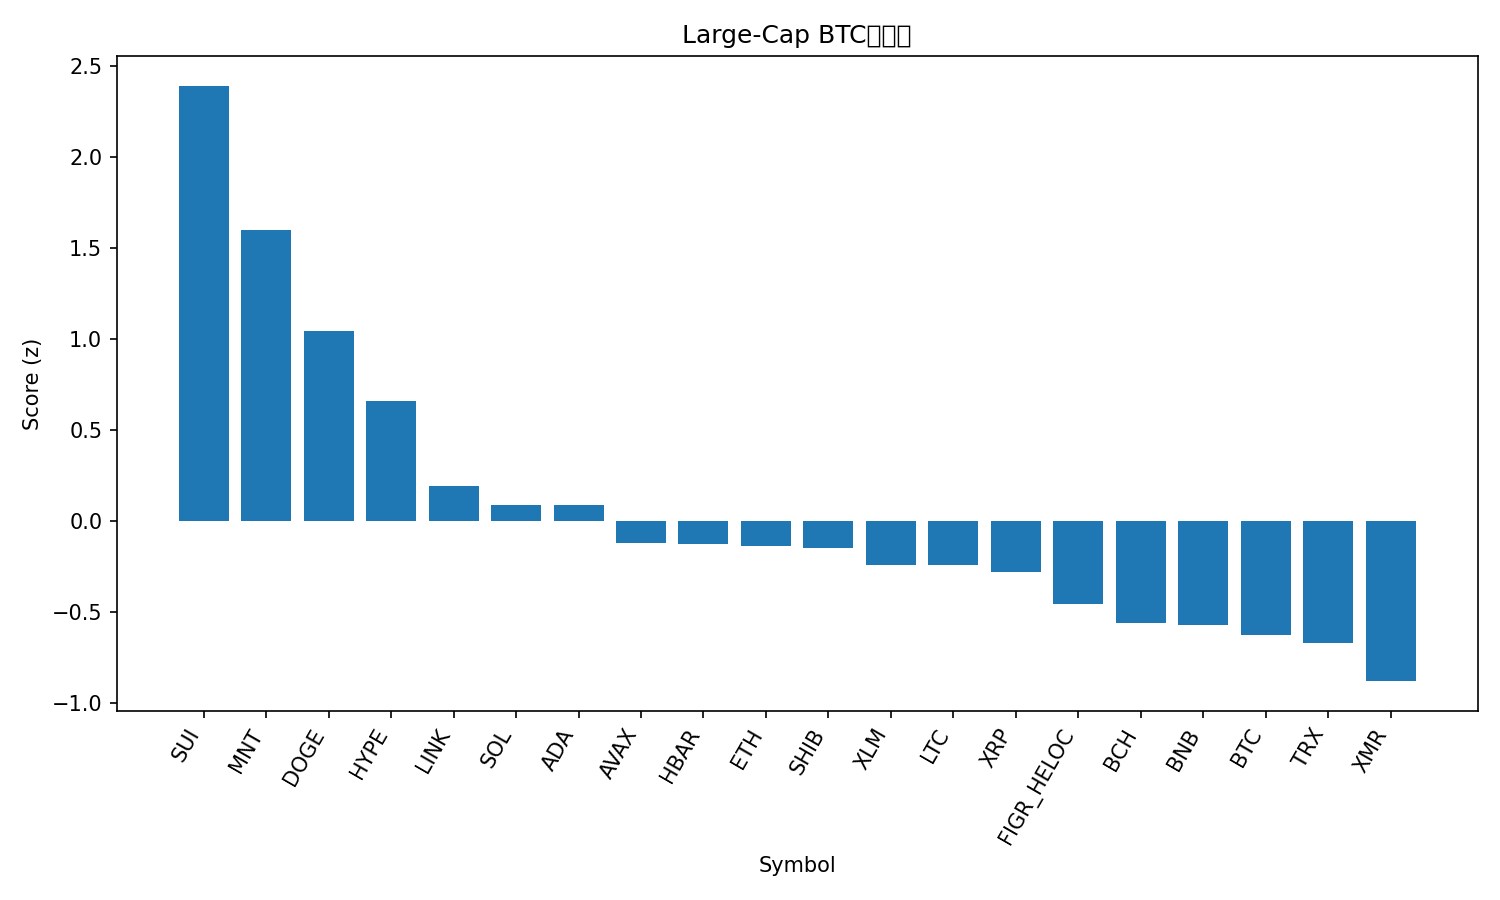 Large-Cap BTC
Score (z)
2.5
2.0
1.5
1.0
0.5
0.0
−0.5
−1.0
SUI
MNT
DOGE
HYPE
LINK
SOL
ADA
AVAX
HBAR
ETH
SHIB
XLM
LTC
XRP
FIGR_HELOC
BCH
BNB
BTC
TRX
XMR
Symbol